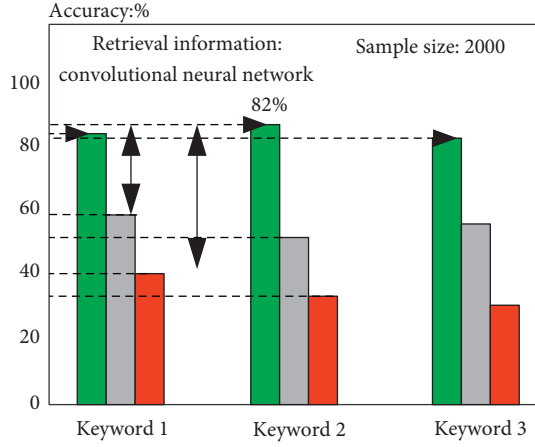 Accuracy:%
Retrieval information:
convolutional neural network
Sample size: 2000
100
80
60
40
20
0
82%
Keyword 1
Keyword 2
Keyword 3